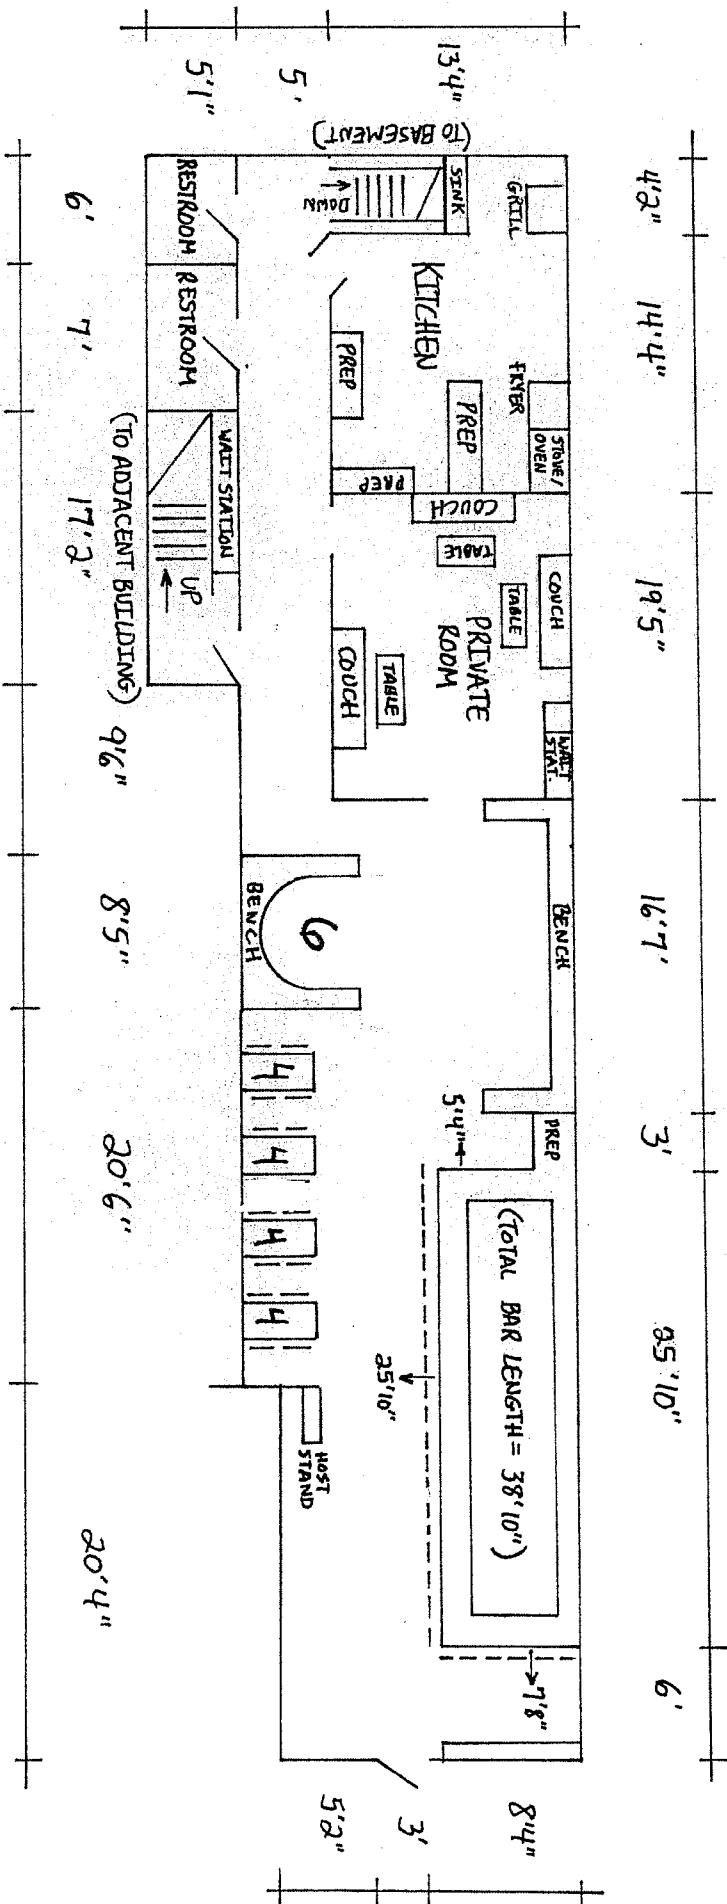 4'2"
14'4"
19'5"
16'7'
3'
25'10"
6'
13'4"
5'
5'1"
(TO BASEMENT)
SINK
GRILL
DOWN
RESTROOM
RESTROOM
KITCHEN
FRYER
STOVE/
OVEN
PREP
PREP
PREP
COUCH
TABLE
COUCH
TABLE
PRIVATE
ROOM
TABLE
COUCH
WAIT
STAT.
WAIT STATION
UP
(TO ADJACENT BUILDING)
BENCH
BENCH
6
PREP
5'4"
(TOTAL BAR LENGTH = 38'10")
25'10"
7'8"
4
4
4
4
HOST
STAND
8'4"
3'
5'2"
6'
7'
17'2"
9'6"
8'5"
20'6"
20'4"